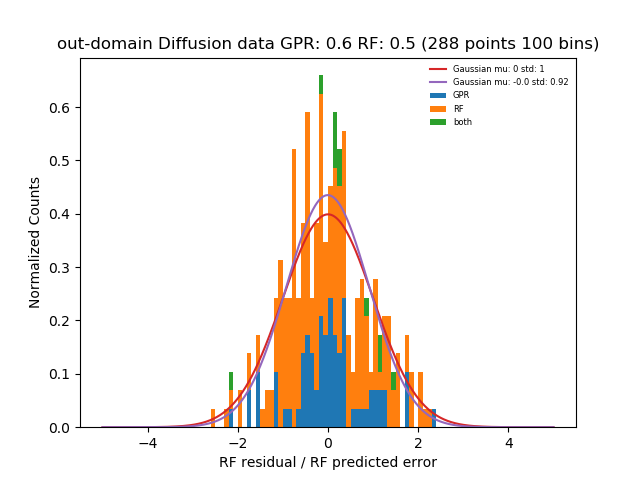 out-domain Diffusion data GPR: 0.6 RF: 0.5 (288 points 100 bins)
Gaussian mu: 0 std: 1
Gaussian mu: -0.0 std: 0.92
GPR
RF
both
Normalized Counts
0.6
0.5
0.4
0.3
0.2
0.1
0.0
−4 −2 0 2 4
RF residual / RF predicted error